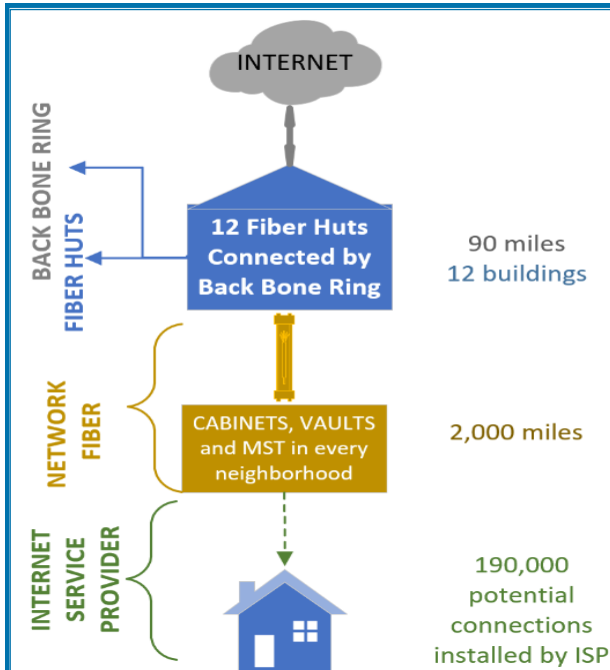 INTERNET
BACK BONE RING
FIBER HUTS
12 Fiber Huts
Connected by
Back Bone Ring
90 miles
12 buildings
NETWORK
FIBER
CABINETS, VAULTS
and MST in every
neighborhood
2,000 miles
INTERNET
SERVICE
PROVIDER
190,000
potential
connections
installed by ISP